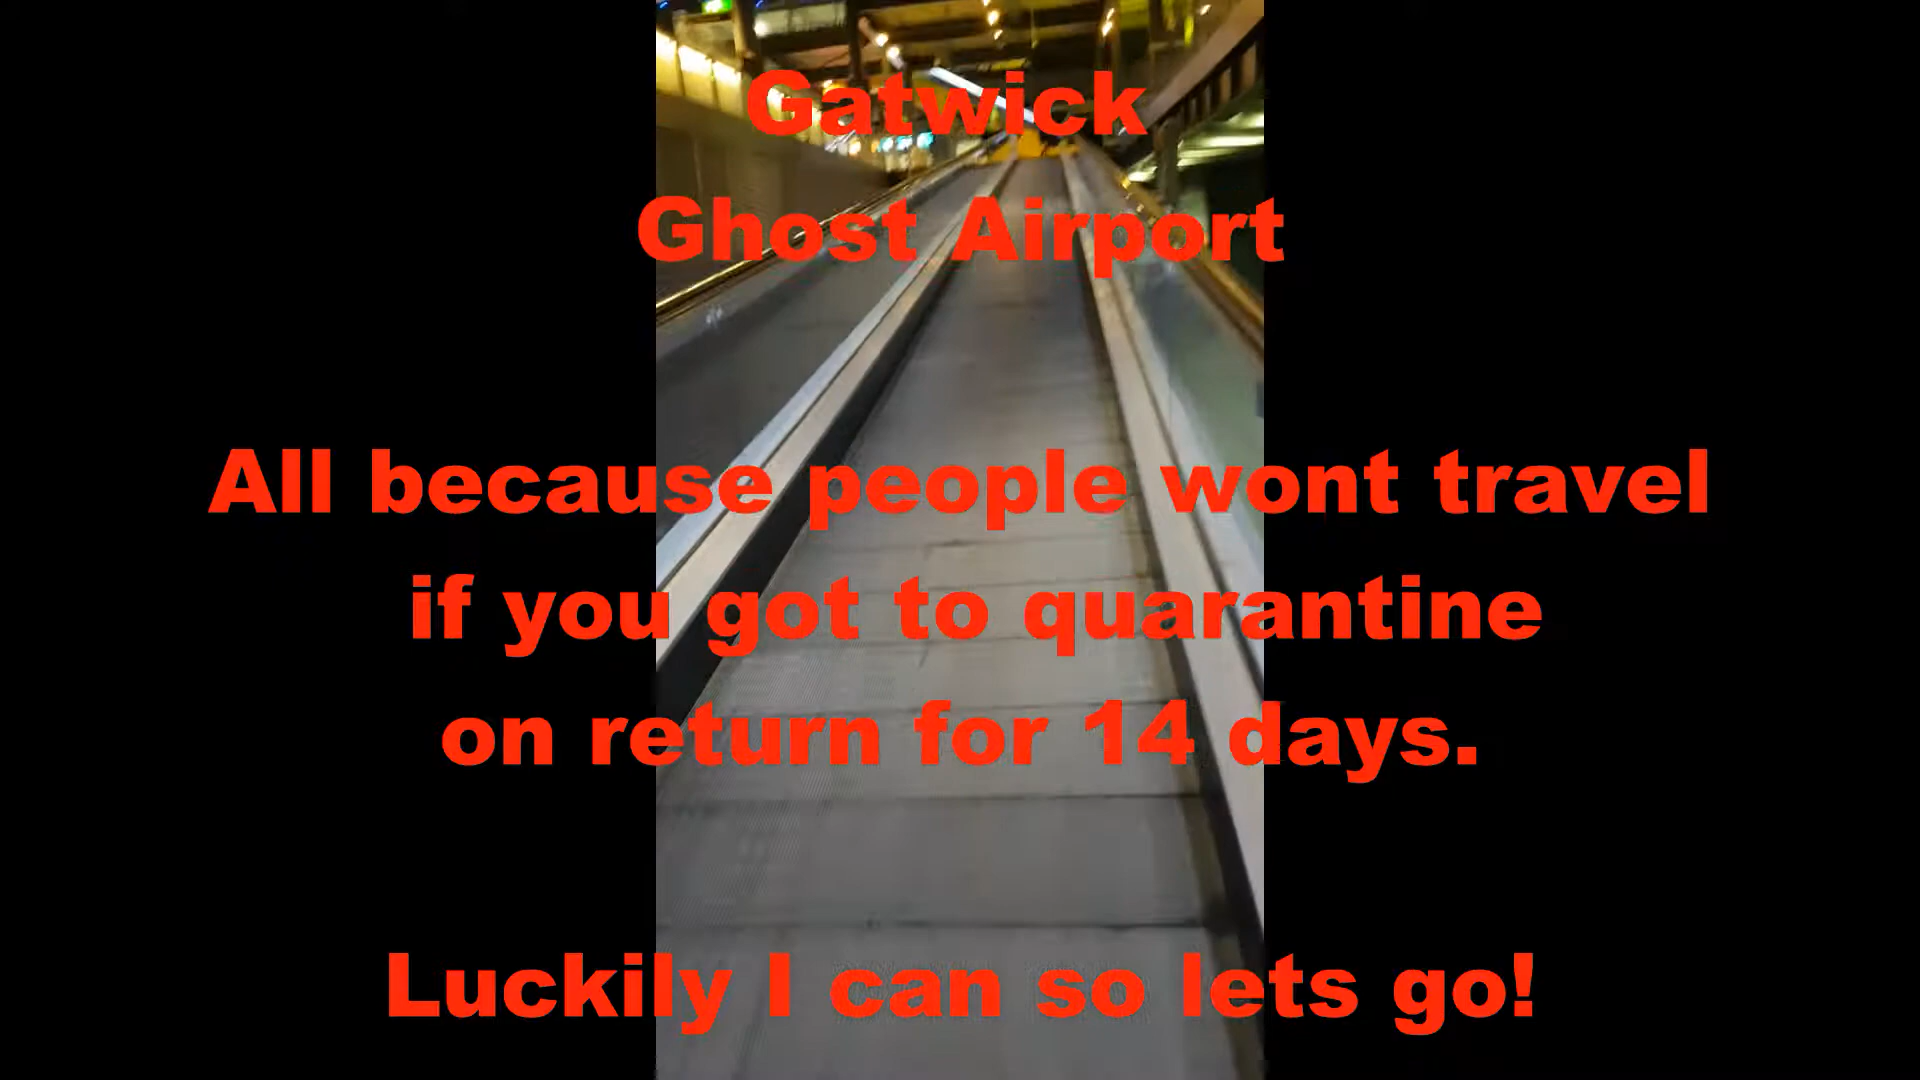 Gatwick
Ghost Airport
All because people wont travel
if you got to quarantine
on return for 14 days.
Luckily I can so lets go!